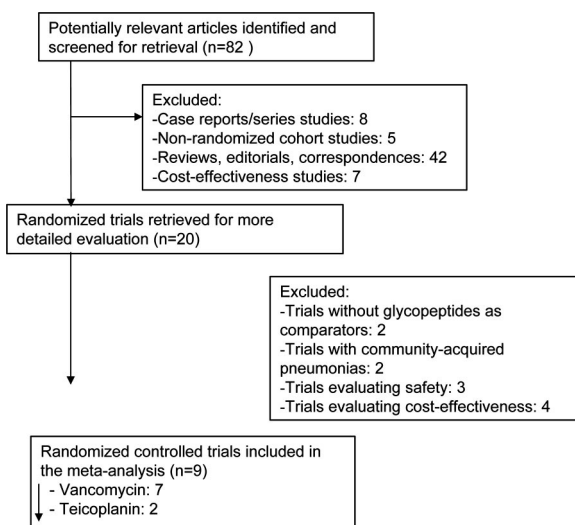 Potentially relevant articles identified and
screened for retrieval (n=82 )
Excluded:
-Case reports/series studies: 8
-Non-randomized cohort studies: 5
-Reviews, editorials, correspondences: 42
-Cost-effectiveness studies: 7
Randomized trials retrieved for more
detailed evaluation (n=20)
Excluded:
-Trials without glycopeptides as
comparators: 2
-Trials with community-acquired
pneumonias: 2
-Trials evaluating safety: 3
-Trials evaluating cost-effectiveness: 4
Randomized controlled trials included in
the meta-analysis (n=9)
- Vancomycin: 7
- Teicoplanin: 2